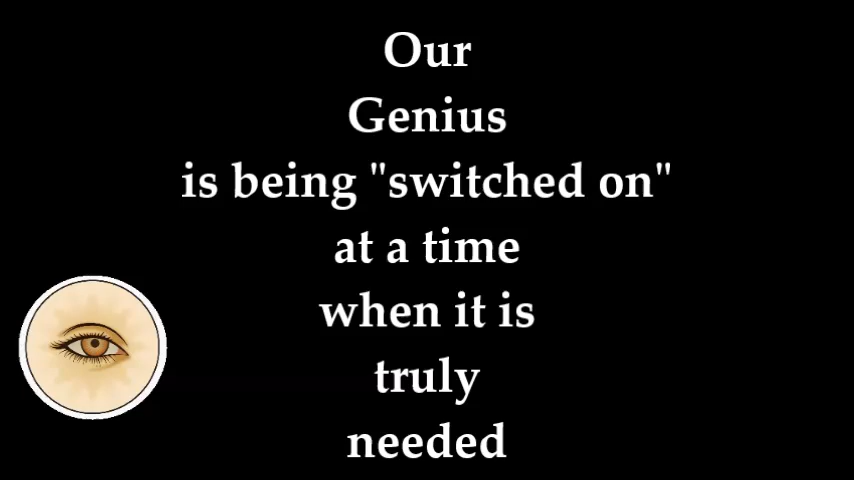 Our
Genius
is being "switched on"
at a time
when it is
truly
needed